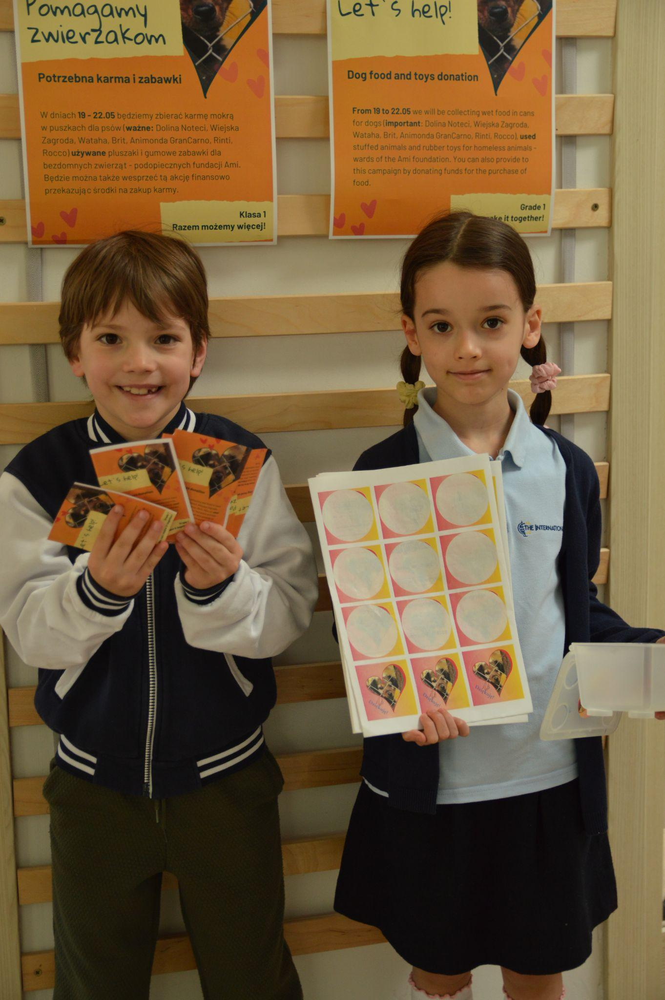 Pomagamy
zwierzakom
Potrzebna karma i zabawki
W dniach 19 - 22.05 będziemy zbierać karmę mokrą
w puszkach dla psów (ważne: Dolina Noteci, Wiejska
Zagroda, Wataha, Brit, Animonda GranCarno, Rinti,
Rocco) używane pluszaki i gumowe zabawki dla
bezdomnych zwierząt - podopiecznych fundacji Ami.
Będzie można także wesprzeć tą akcję finansowo
przekazując środki na zakup karmy.
Klasa 1
Razem możemy więcej!
Let's help!
Dog food and toys donation
From 19 to 22.05 we will be collecting wet food in cans
for dogs (important: Dolina Noteci, Wiejska Zagroda,
Wataha, Brit, Animonda GranCarno, Rinti, Rocco), used
stuffed animals and rubber toys for homeless animals -
wards of the Ami foundation. You can also provide to
this campaign by donating funds for the purchase of
food.
Grade 1
it together!
Let's help!
s help!
Let's help!
THE INTERNATION
Dziękuję!
Dziękuję!
Dziękuję!